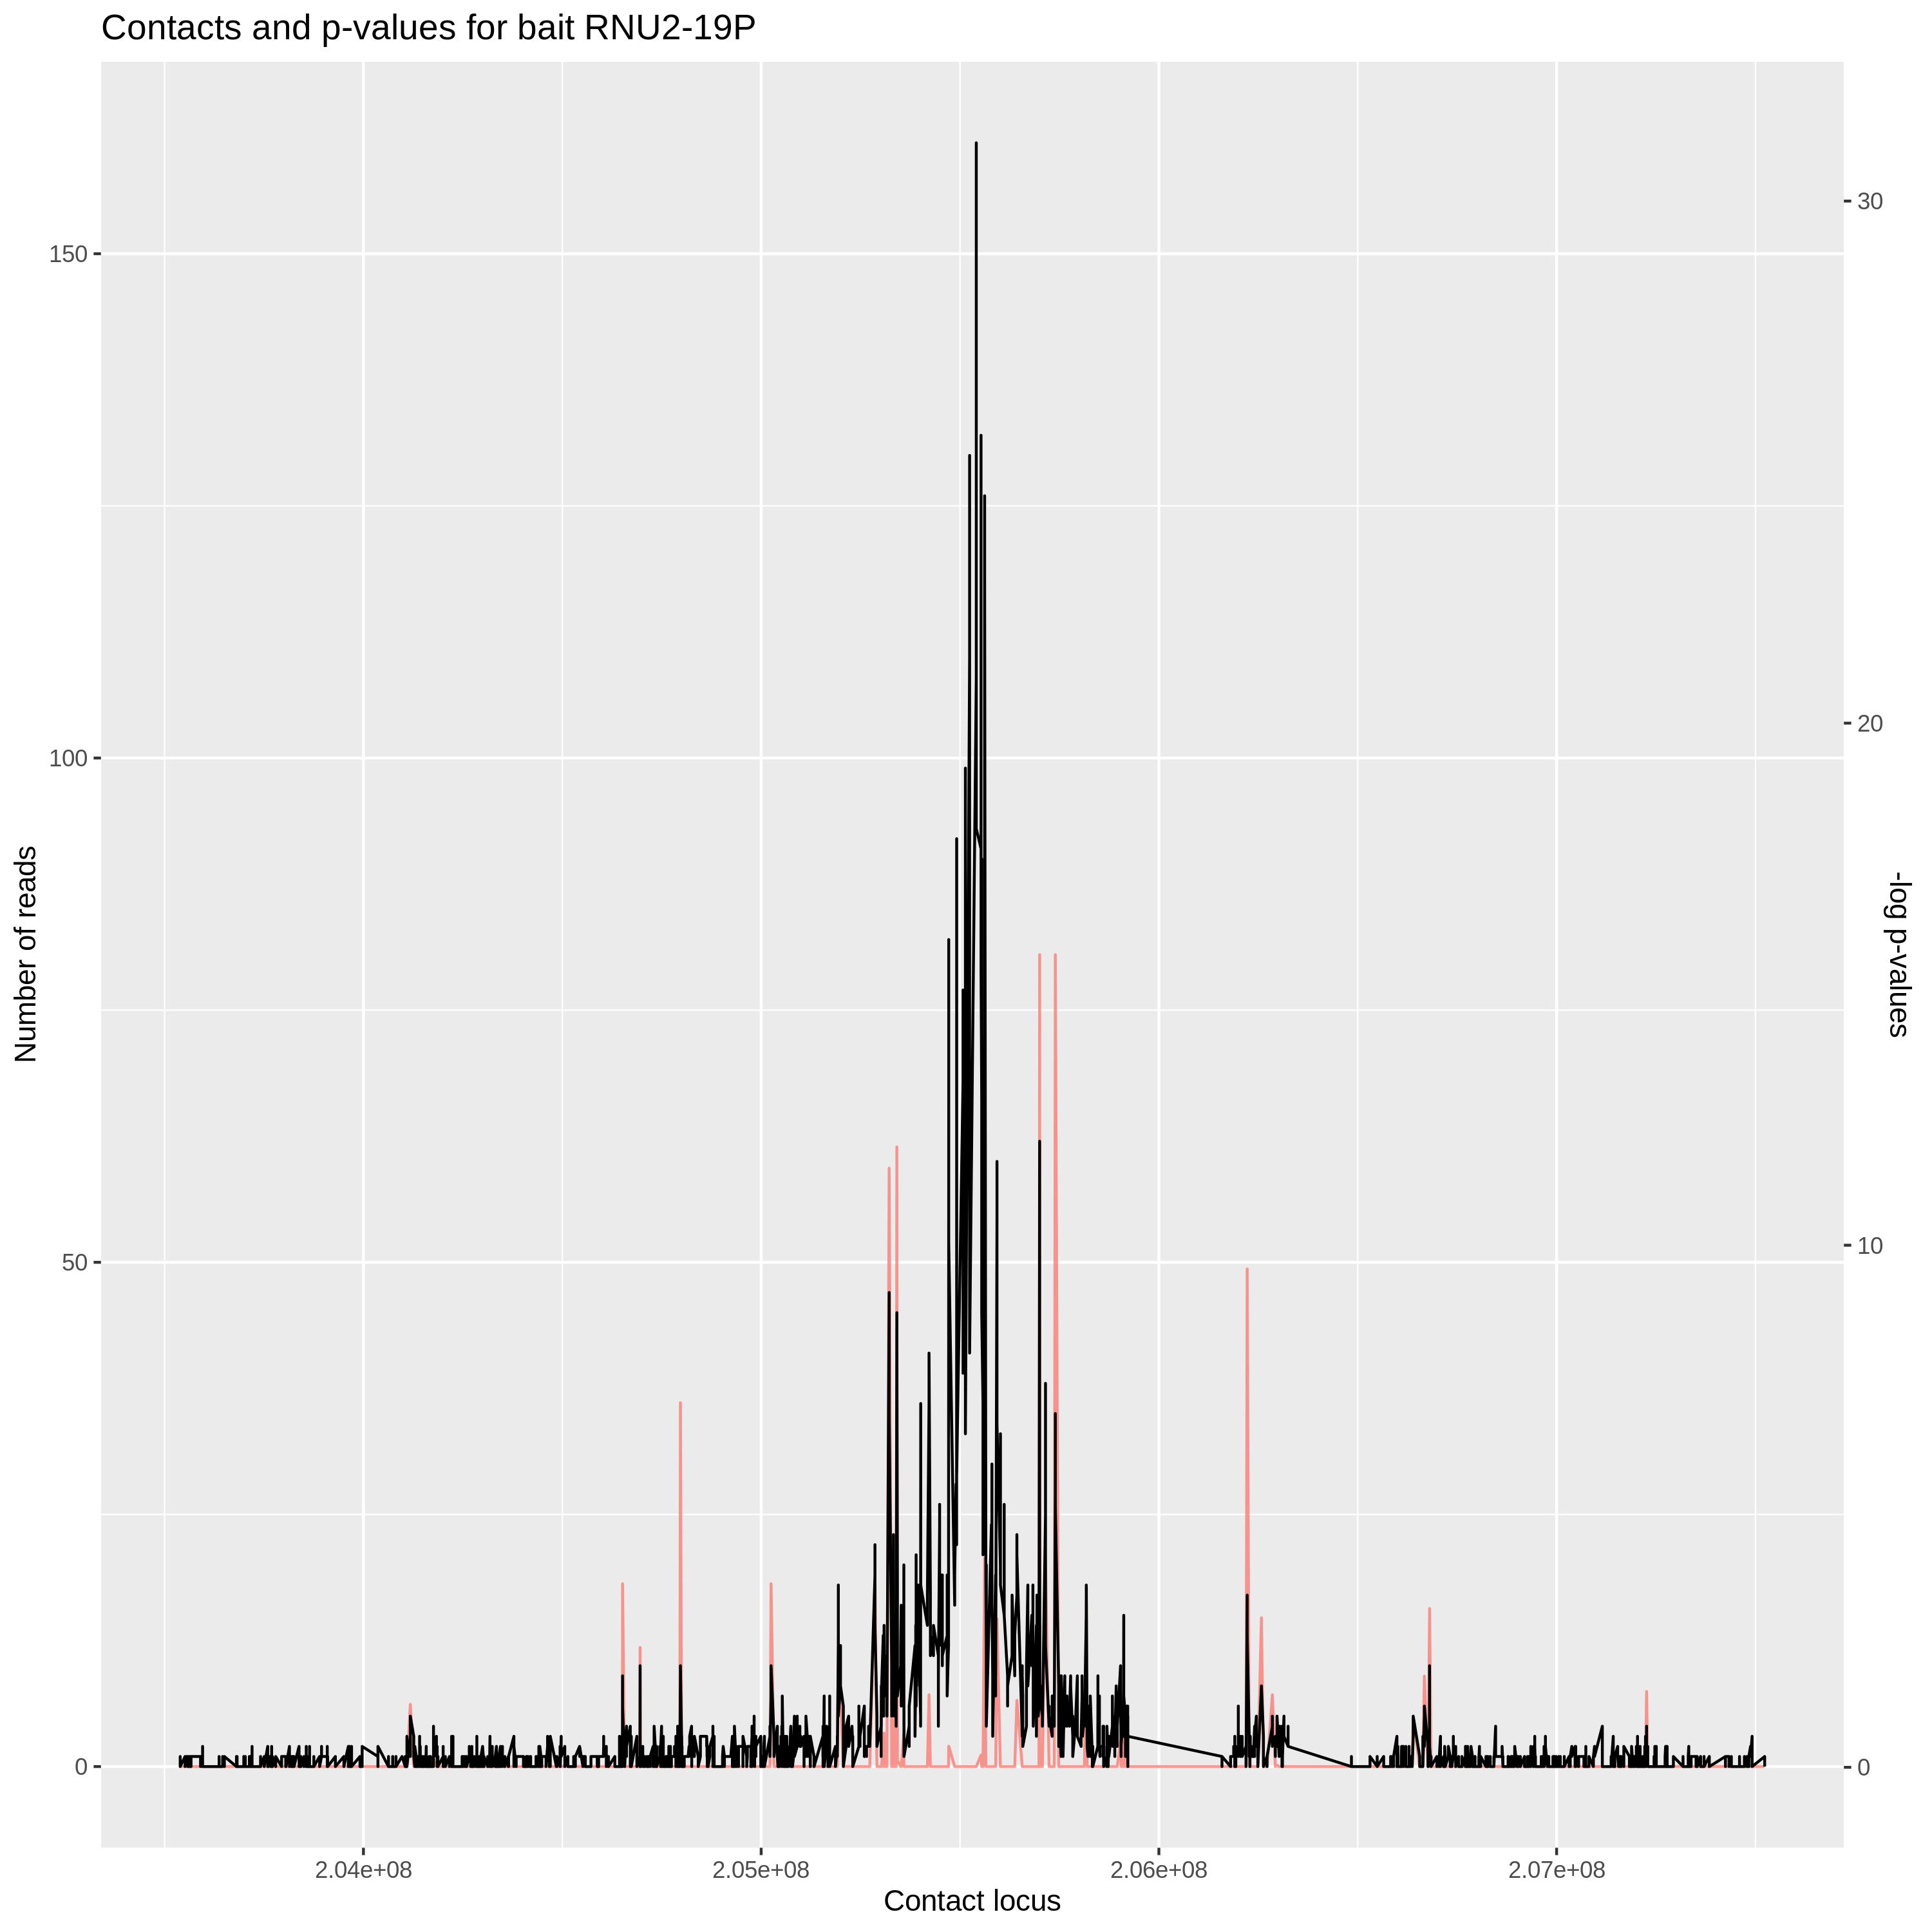 Contacts and p-values for bait RNU2-19P
150
100
50
0
Number of reads
30
20
10
0
-log p-values
2.04e+08
2.05e+08
2.06e+08
2.07e+08
Contact locus